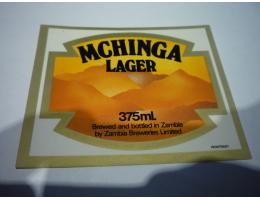 MCHINGA
LAGER
375ml.
Brewed and bottled in Zambia
by Zambia Breweries Limited